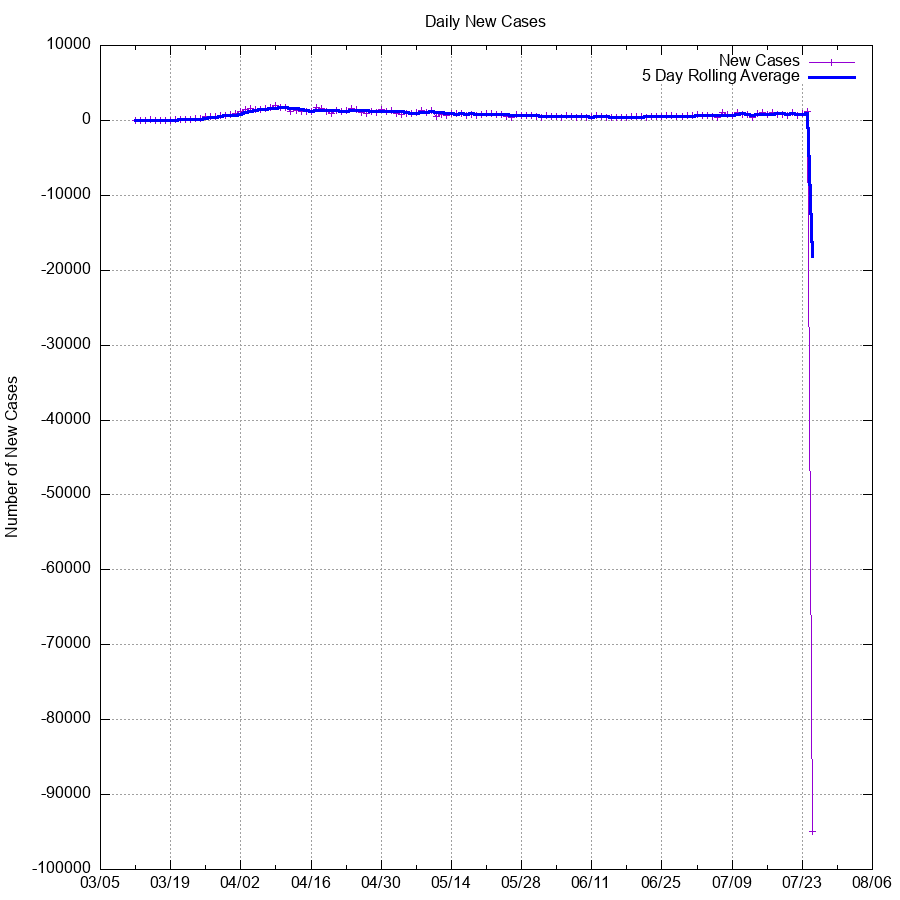 Daily New Cases
New Cases
5 Day Rolling Average
Number of New Cases
10000
0
-10000
-20000
-30000
-40000
-50000
-60000
-70000
-80000
-90000
-100000
03/05 03/19 04/02 04/16 04/30 05/14 05/28 06/11 06/25 07/09 07/23 08/06